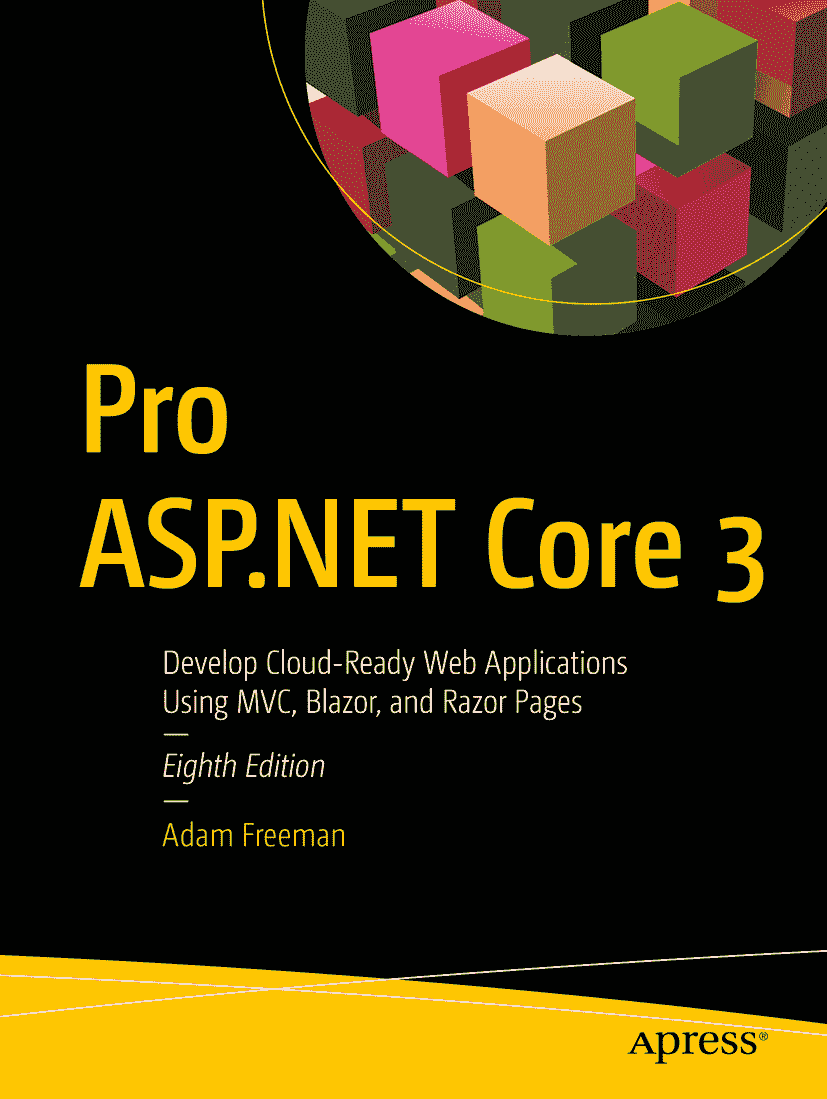 Pro
ASP.NET Core 3
Develop Cloud-Ready Web Applications
Using MVC, Blazor, and Razor Pages
—
Eighth Edition
—
Adam Freeman
Apress®